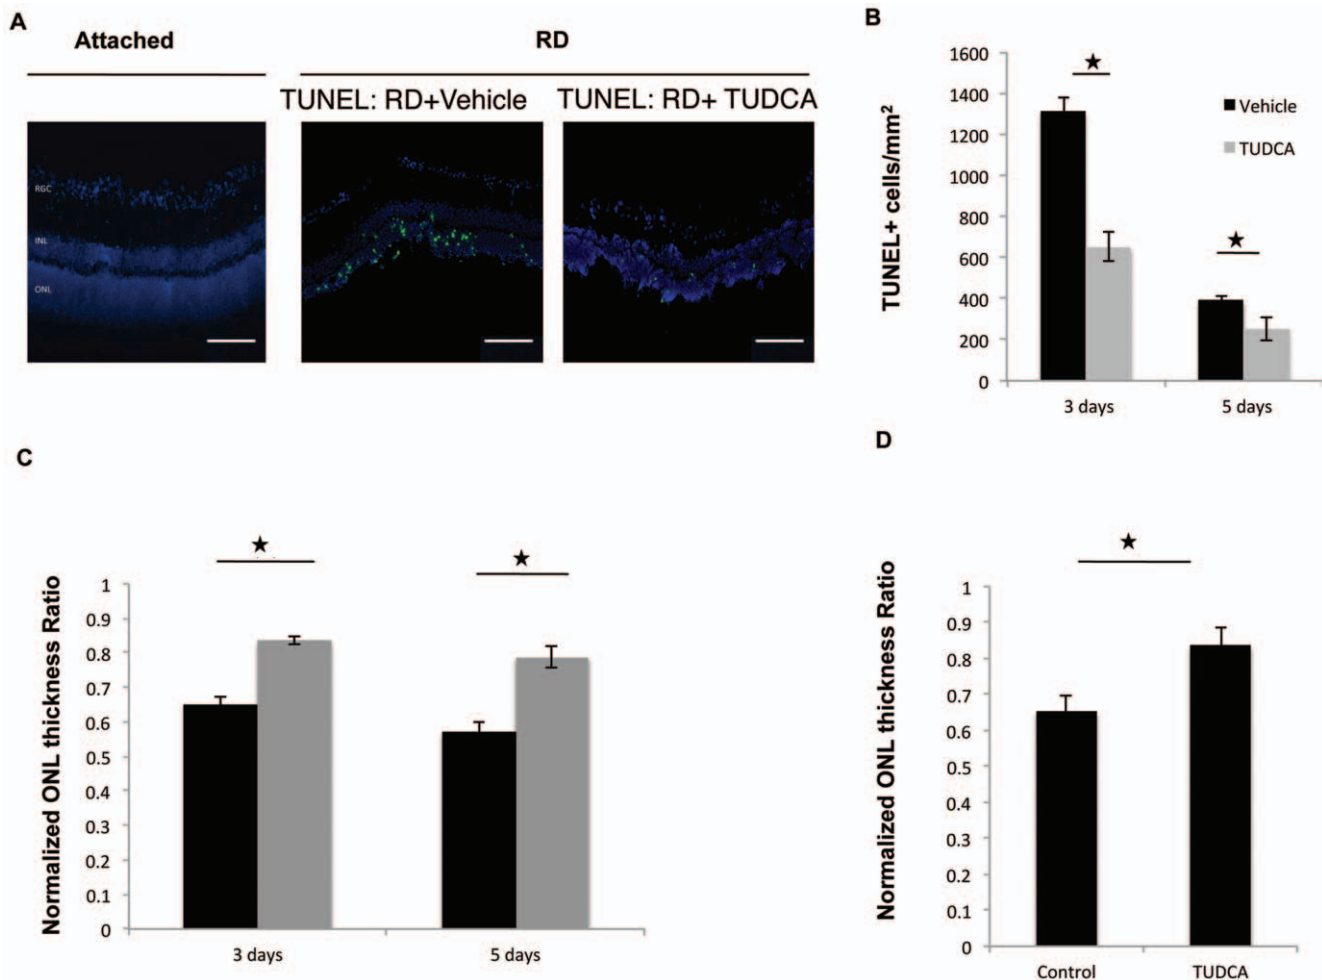 A
Attached
RD
TUNEL: RD+Vehicle
TUNEL: RD+ TUDCA
RGC
INL
ONL
B
TUNEL+ cells/mm²
1600
1400
1200
1000
800
600
400
200
0
Vehicle
TUDCA
3 days
5 days
C
Normalized ONL thickness Ratio
1
0.9
0.8
0.7
0.6
0.5
0.4
0.3
0.2
0.1
0
3 days
5 days
D
Normalized ONL thickness Ratio
1
0.9
0.8
0.7
0.6
0.5
0.4
0.3
0.2
0.1
0
Control
TUDCA